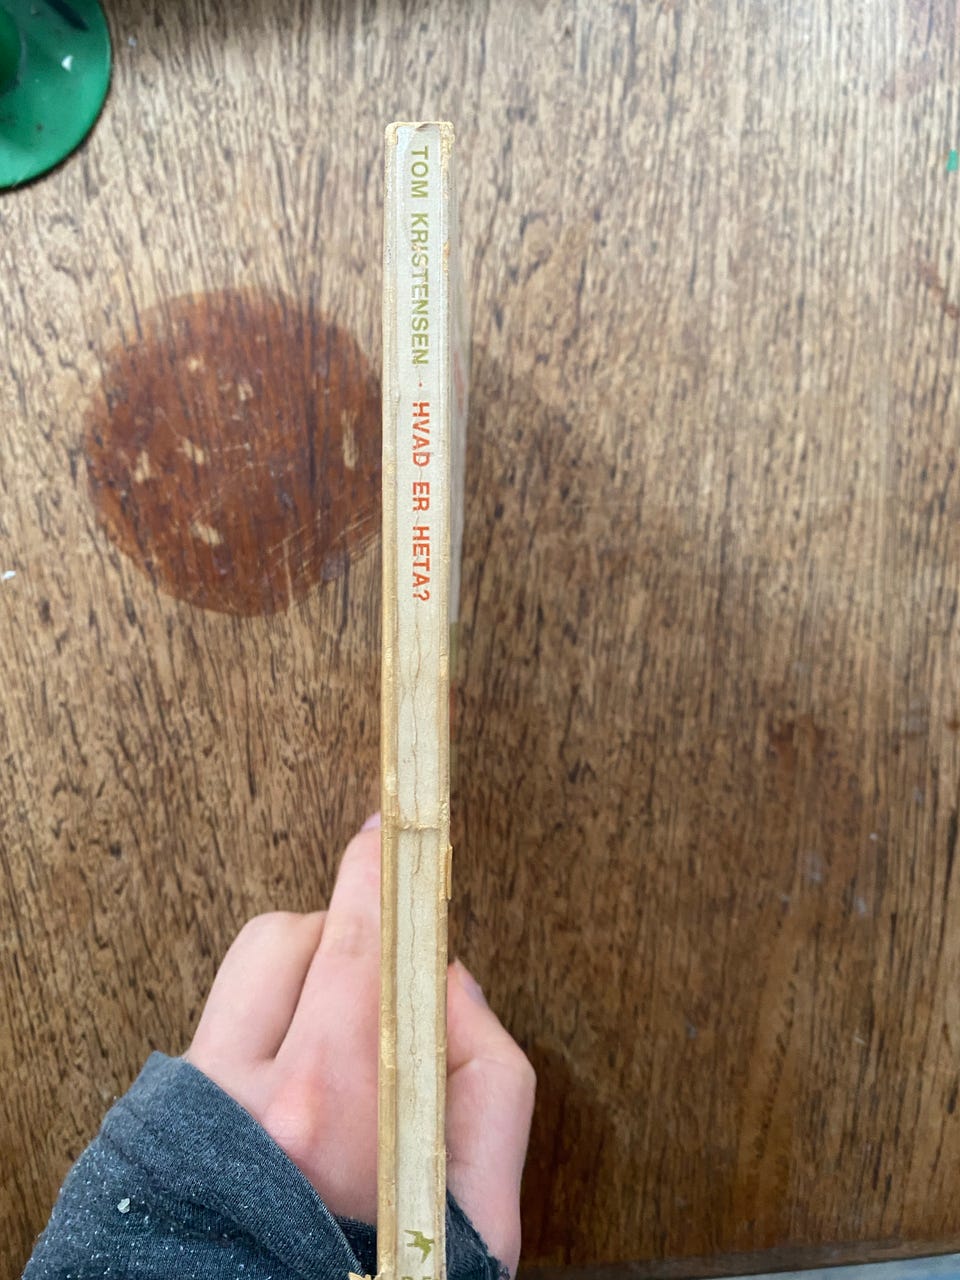 TOM KRISTENSEN · HVAD ER HETA?